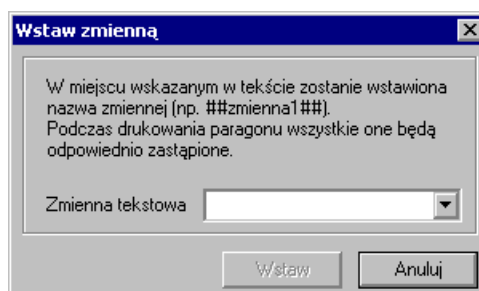 Wstaw zmienną
W miejscu wskazanym w tekście zostanie wstawiona
nazwa zmiennej (np. ##zmienna1##).
Podczas drukowania paragonu wszystkie one będą
odpowiednio zastąpione.
Zmienna tekstowa
Wstaw Anuluj